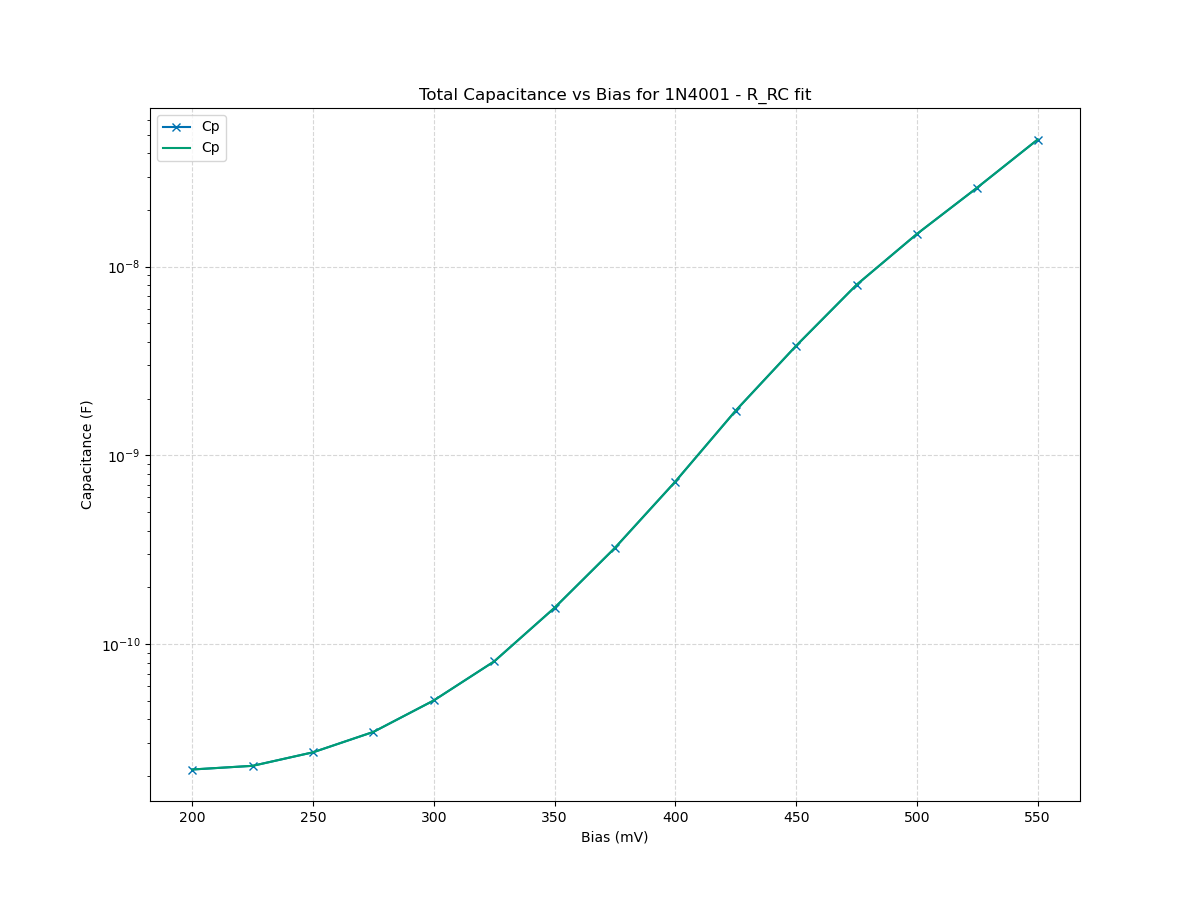 Total Capacitance vs Bias for 1N4001 - R_RC fit
Cp
Cp
Capacitance (F)
10⁻⁸
10⁻⁹
10⁻¹⁰
200 250 300 350 400 450 500 550
Bias (mV)